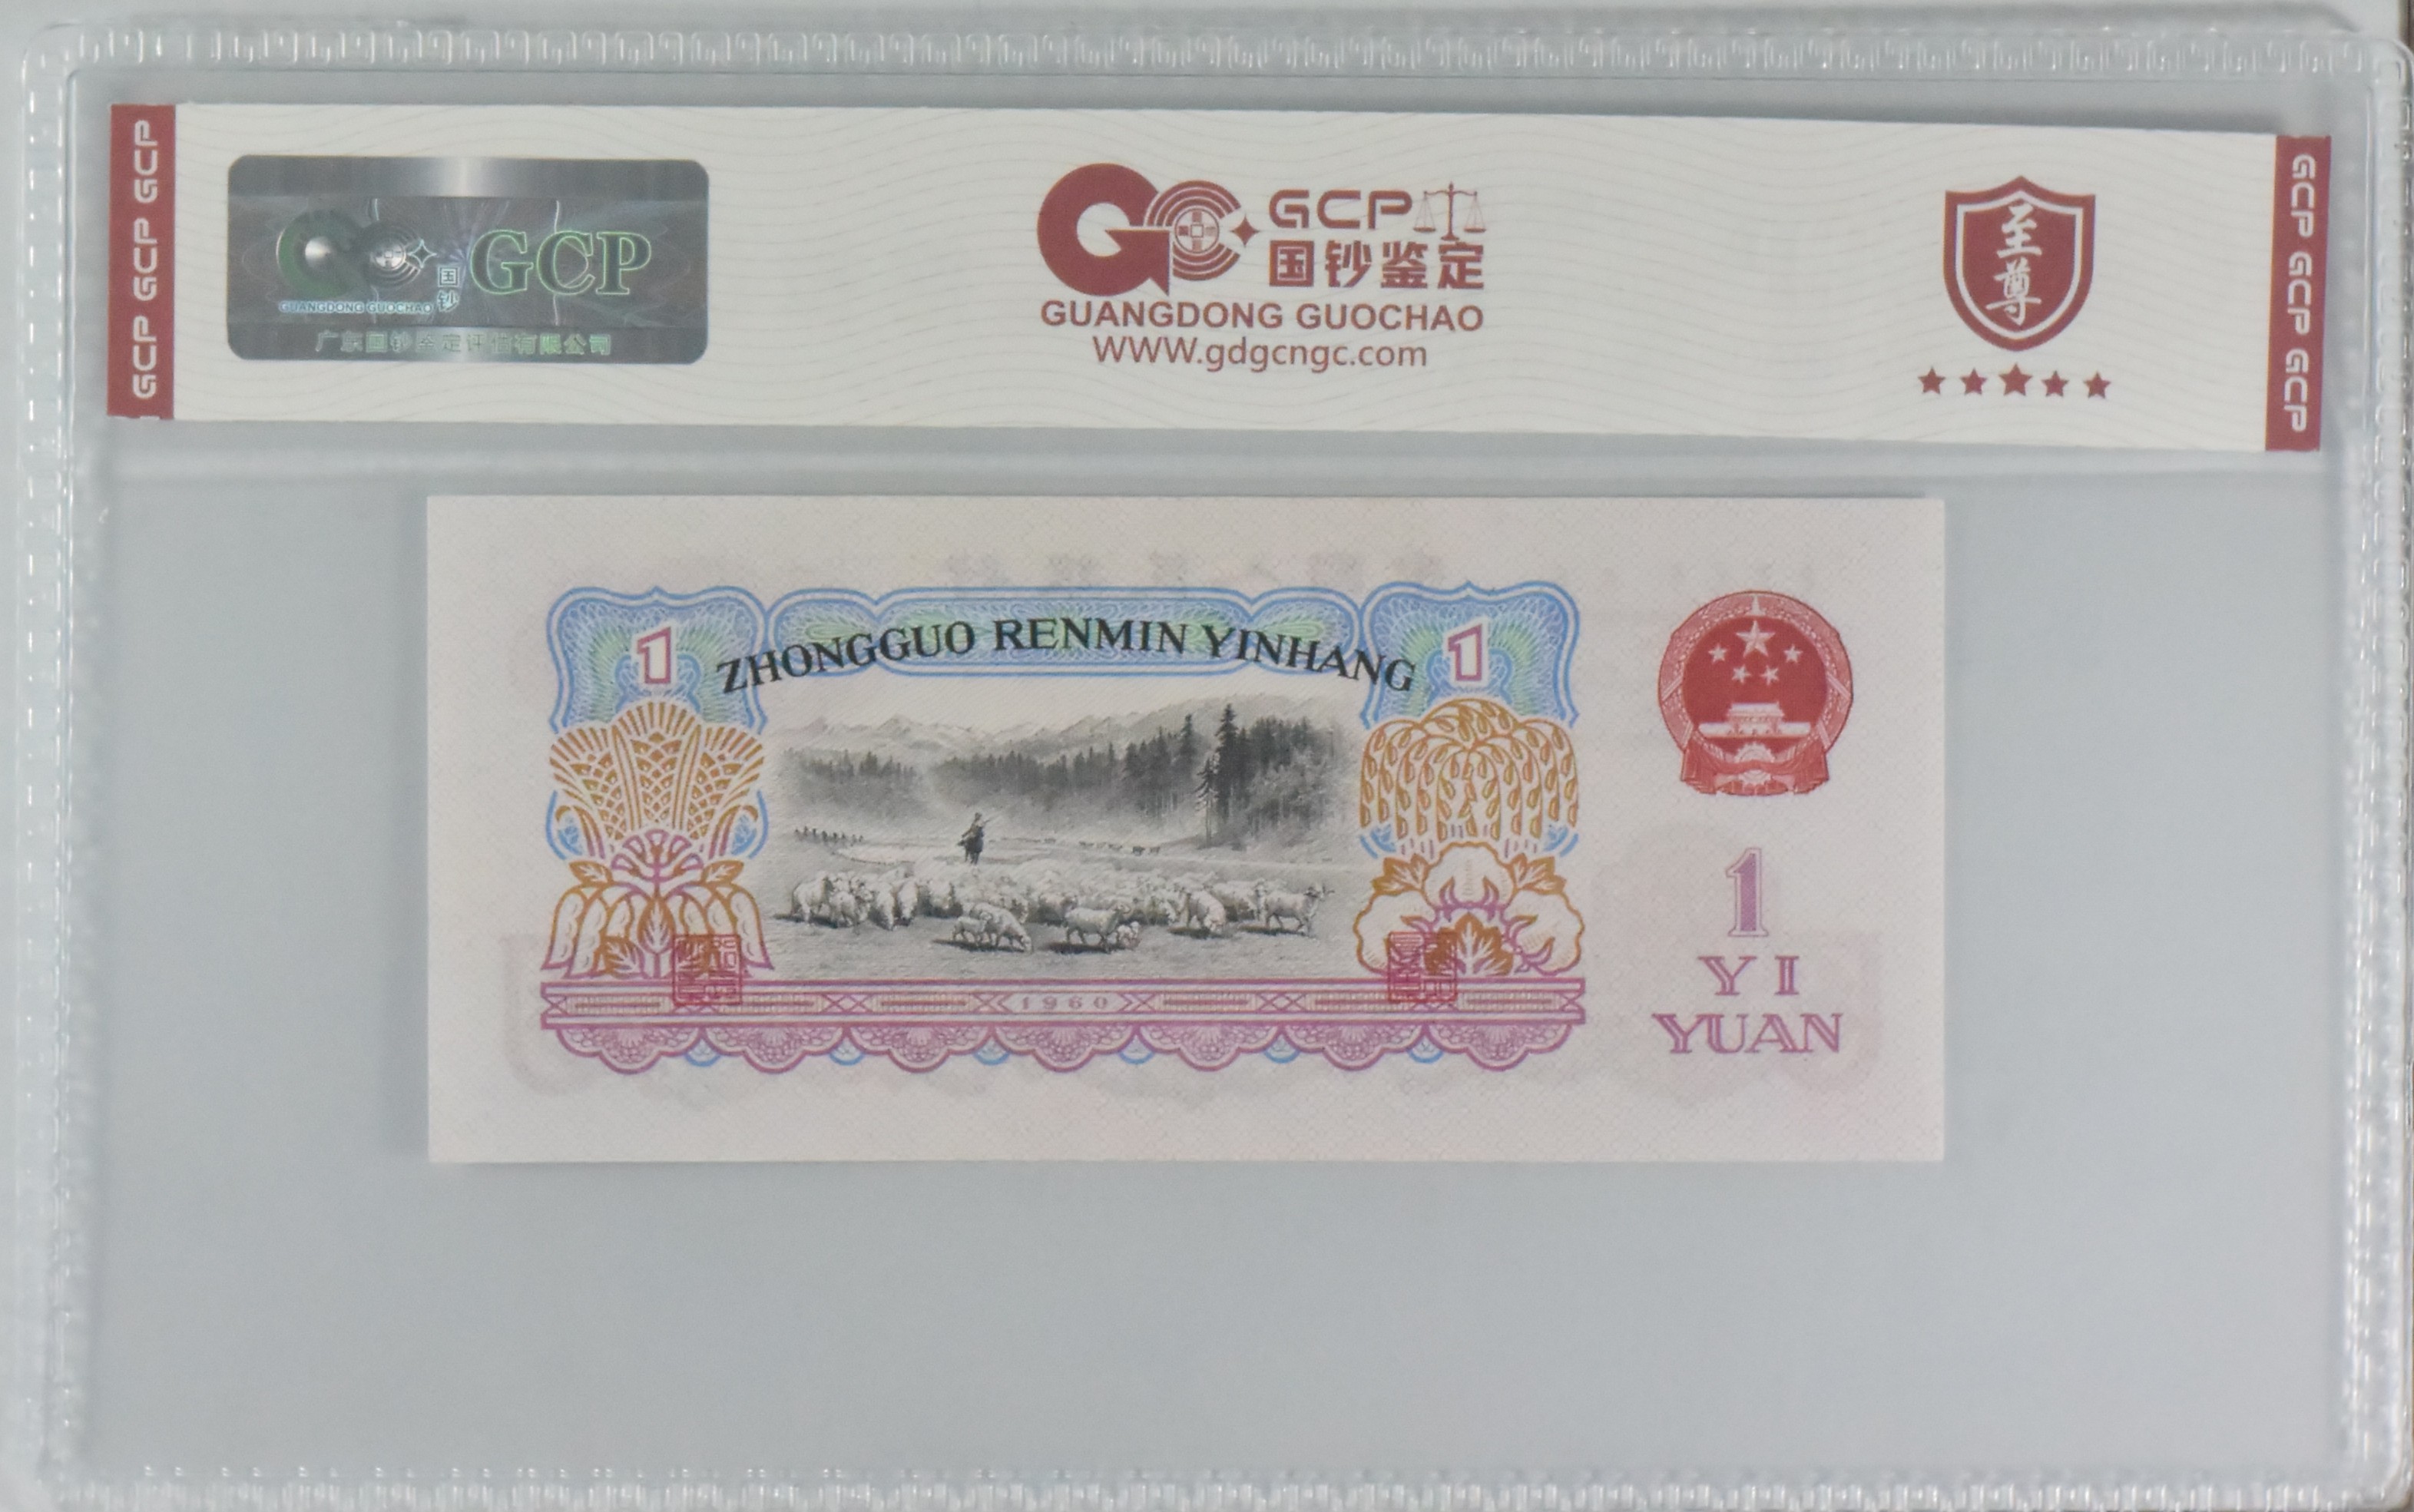 GCP GCP GCP
国钞
GCP
GUANGDONG GUOCHAO
广东国钞鉴定评估有限公司
GCP
国钞鉴定
GUANGDONG GUOCHAO
WWW.gdgcngc.com
至尊
GCP GCP GCP
1
ZHONGGUO RENMIN YINHANG
1
1960
1
YI
YUAN